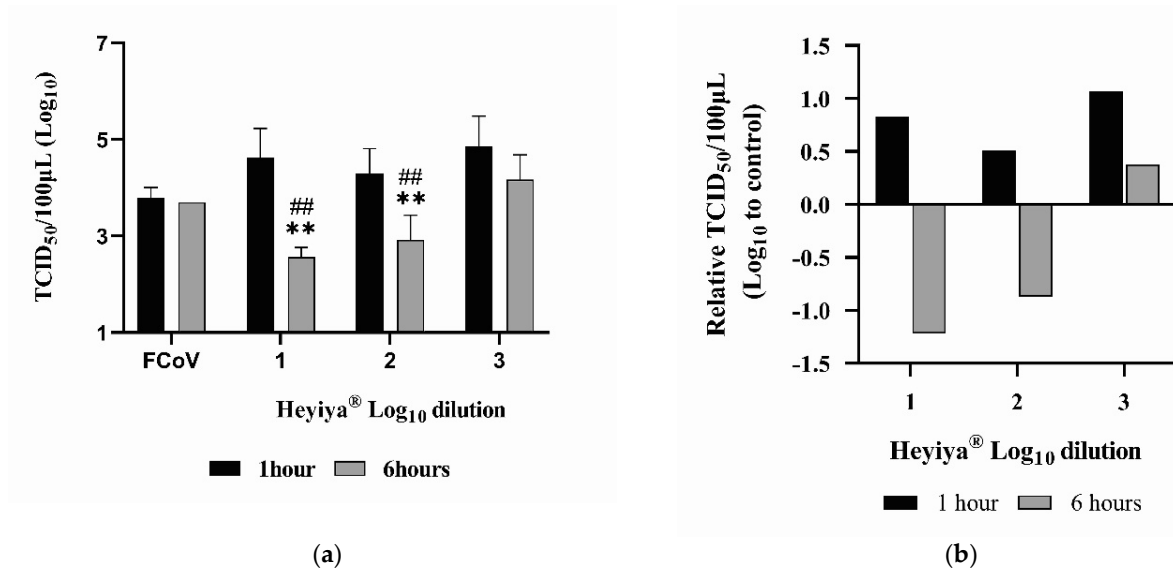 TCID50/100µL (Log10)
7
5
3
1
##
**
##
**
FCoV
1
2
3
Heyiya® Log10 dilution
1hour
6hours
(a)
Relative TCID50/100µL
(Log10 to control)
1.5
1.0
0.5
0.0
-0.5
-1.0
-1.5
1
2
3
Heyiya® Log10 dilution
1 hour
6 hours
(b)